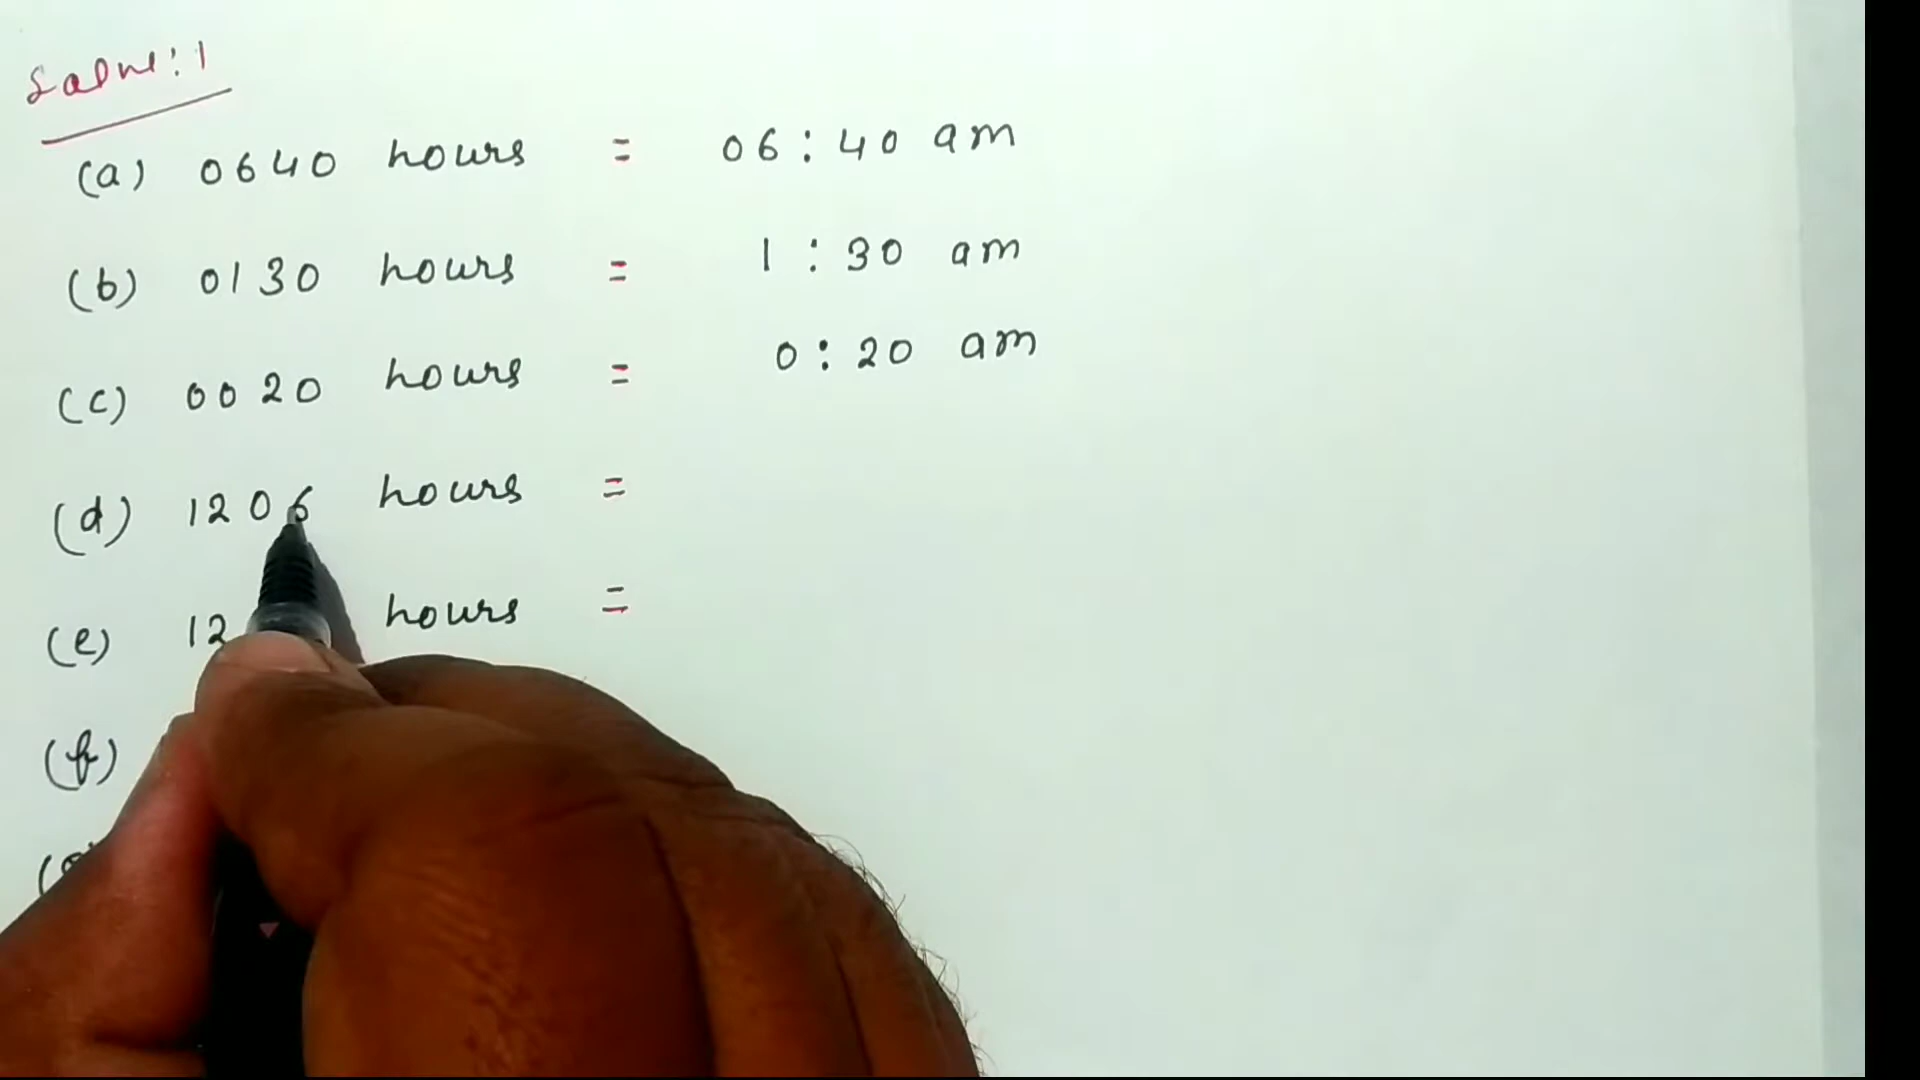 Solve: 1
(a) 0640 hours = 06:40 am
(b) 0130 hours = 1:30 am
(c) 0020 hours = 0:20 am
(d) 1206 hours =
(e) 12 hours =
(f)